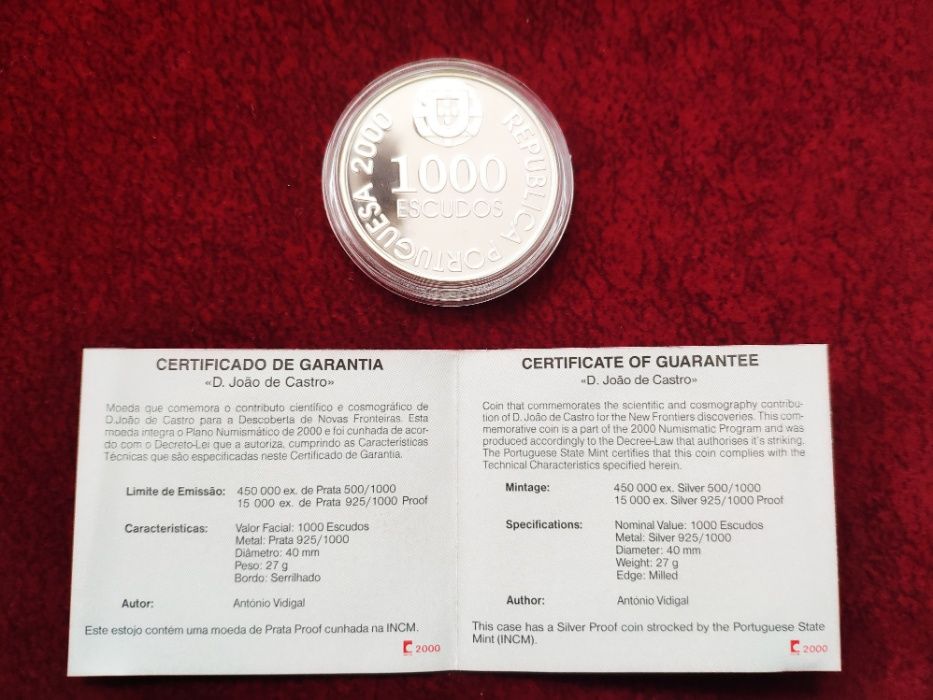 REPUBLICA PORTUGUESA 2000
1000
ESCUDOS
CERTIFICADO DE GARANTIA
«D. João de Castro»
Moeda que comemora o contributo científico e cosmográfico de
D.João de Castro para a Descoberta de Novas Fronteiras. Esta
moeda integra o Plano Numismático de 2000 e foi cunhada de acor-
do com o Decreto-Lei que a autoriza, cumprindo as Características
Técnicas que são especificadas neste Certificado de Garantia.
Limite de Emissão: 450 000 ex. de Prata 500/1000
15 000 ex. de Prata 925/1000 Proof
Características: Valor Facial: 1000 Escudos
Metal: Prata 925/1000
Diâmetro: 40 mm
Peso: 27 g
Bordo: Serrilhado
Autor: António Vidigal
Este estojo contém uma moeda de Prata Proof cunhada na INCM.
2000
CERTIFICATE OF GUARANTEE
«D. João de Castro»
Coin that commemorates the scientific and cosmography contribu-
tion of D. João de Castro for the New Frontiers discoveries. This com-
memorative coin is a part of the 2000 Numismatic Program and was
produced accordingly to the Decree-Law that authorises it's striking.
The Portuguese State Mint certifies that this coin complies with the
Technical Characteristics specified herein.
Mintage: 450 000 ex. Silver 500/1000
15 000 ex. Silver 925/1000 Proof
Specifications: Nominal Value: 1000 Escudos
Metal: Silver 925/1000
Diameter: 40 mm
Weight: 27 g
Edge: Milled
Author: António Vidigal
This case has a Silver Proof coin strocked by the Portuguese State
Mint (INCM).
2000